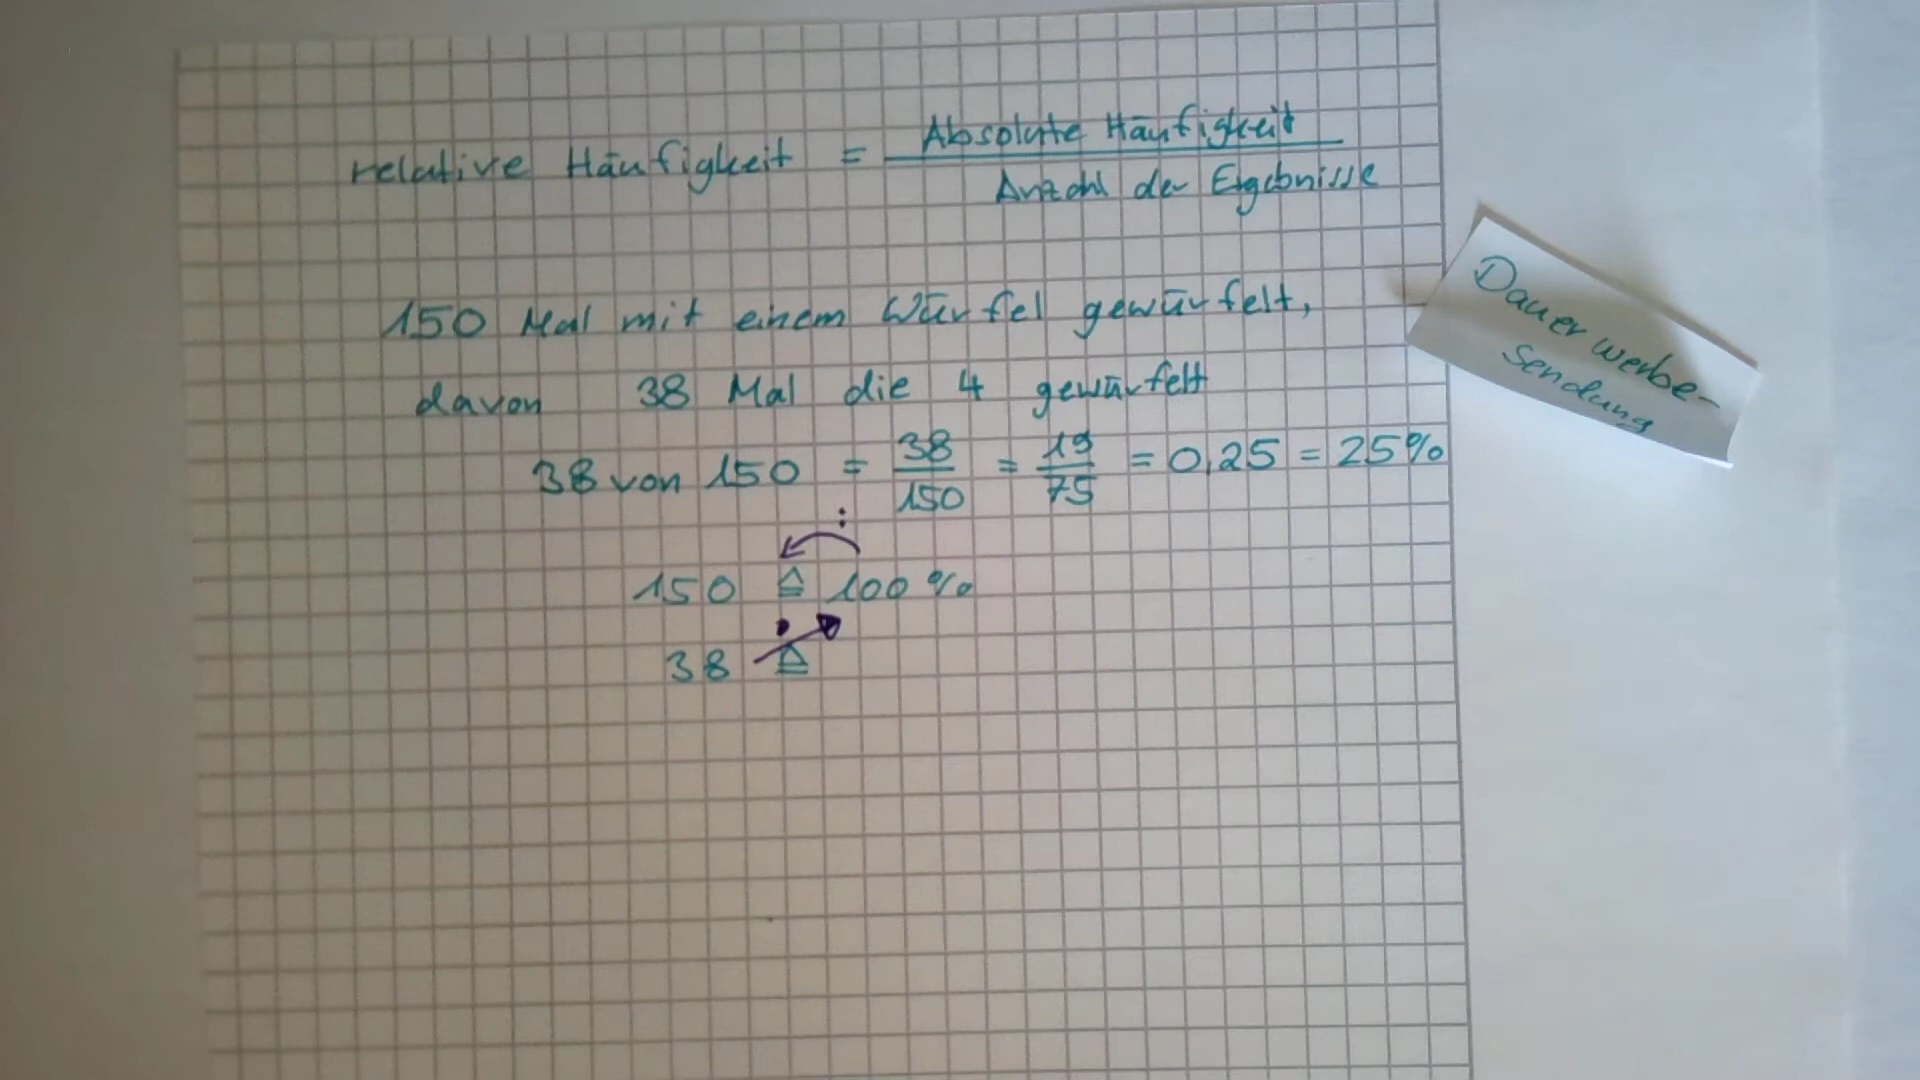 relative Häufigkeit = Absolute Häufigkeit / Anzahl der Ergebnisse
150 Mal mit einem Würfel gewürfelt,
davon 38 Mal die 4 gewürfelt
38 von 150 = 38/150 = 19/75 = 0,25 = 25%
:
150 ≙ 100%
•
38 ≙
Dauerwerbe-
sendung